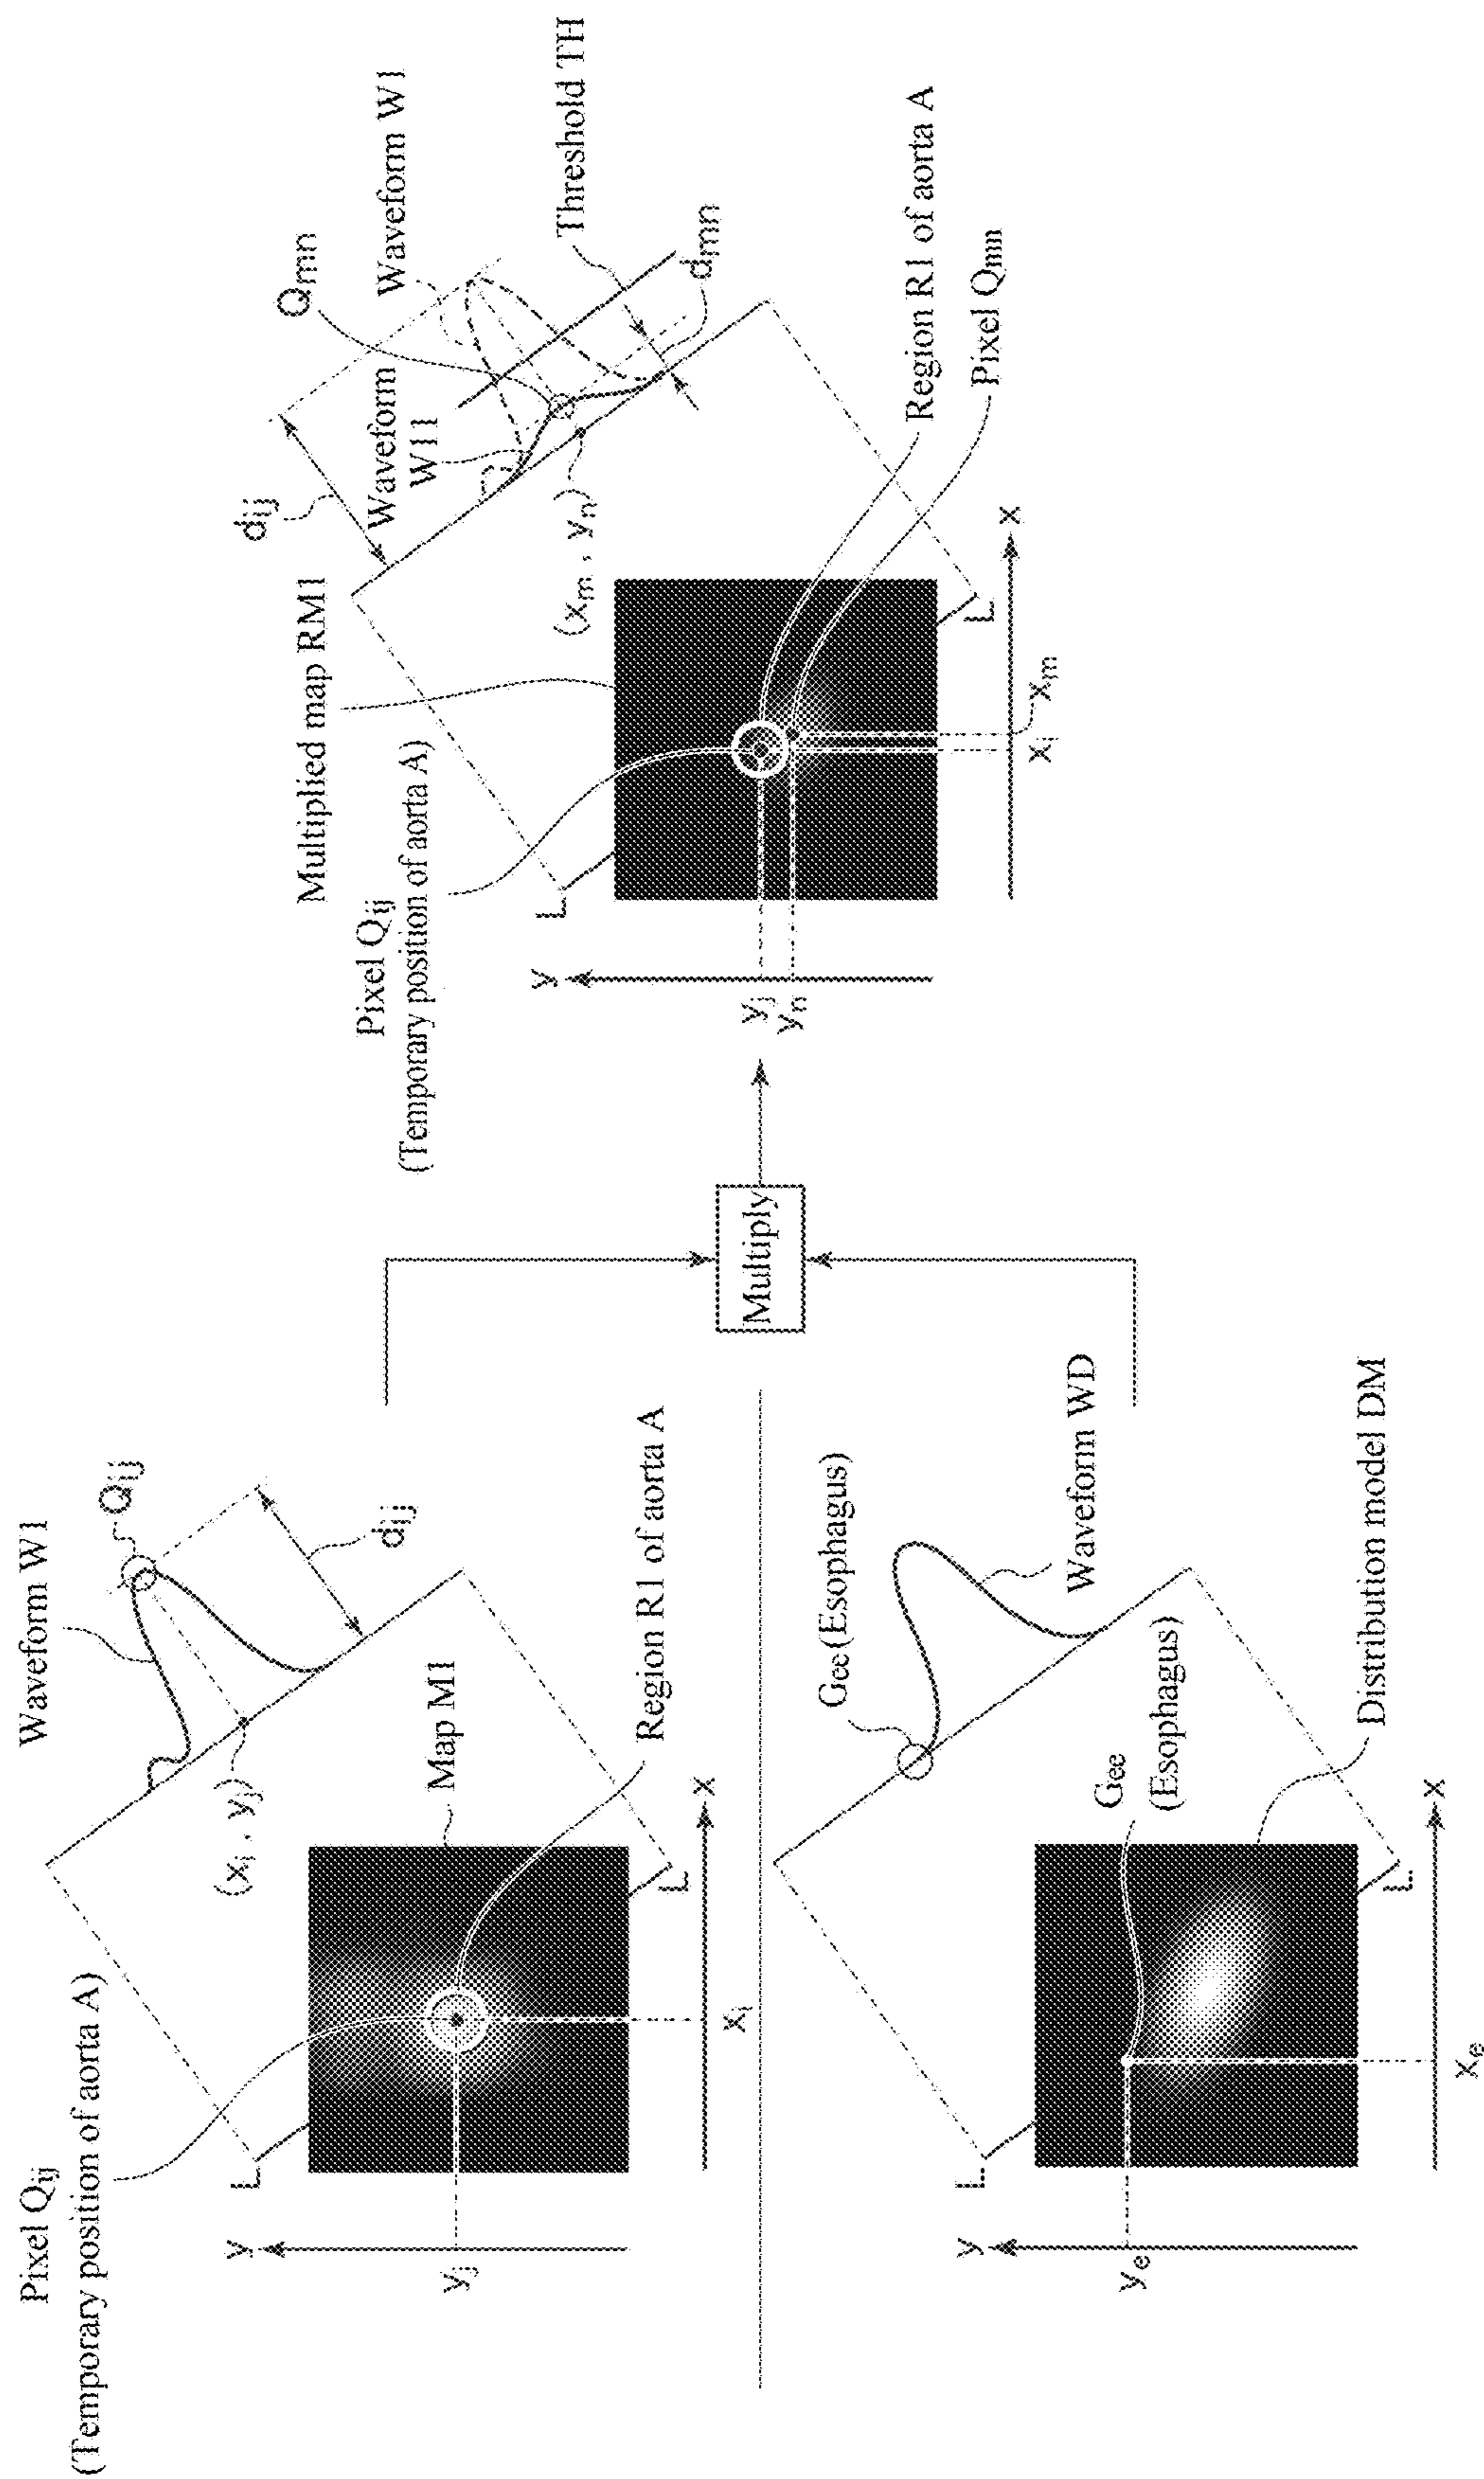 Pixel Qij
(Temporary position of aorta A)
Waveform W1
Qij
dij
(xi , yj)
Map M1
Region R1 of aorta A
L
L
y
yj
x
xi
Gee (Esophagus)
Waveform WD
Gee
(Esophagus)
Distribution model DM
L
L
y
ye
x
xe
Multiply
Multiplied map RM1
Pixel Qij
(Temporary position of aorta A)
dij
Waveform
W11
Qmn
Waveform W1
Threshold TH
dmn
(xm , yn)
Region R1 of aorta A
Pixel Qmn
L
L
y
yj
yn
x
xi
xm